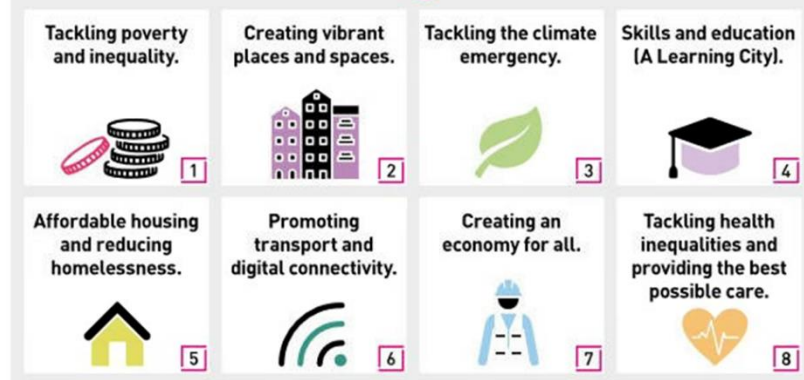 Tackling poverty
and inequality.
1
Creating vibrant
places and spaces.
2
Tackling the climate
emergency.
3
Skills and education
(A Learning City).
4
Affordable housing
and reducing
homelessness.
5
Promoting
transport and
digital connectivity.
6
Creating an
economy for all.
7
Tackling health
inequalities and
providing the best
possible care.
8